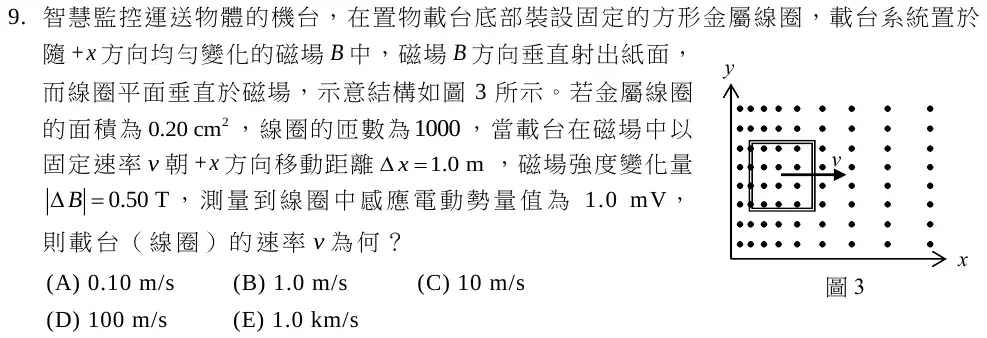 9. 智慧監控運送物體的機台,在置物載台底部裝設固定的方形金屬線圈,載台系統置於
隨 +x 方向均勻變化的磁場 B 中,磁場 B 方向垂直射出紙面,
而線圈平面垂直於磁場,示意結構如圖 3 所示。若金屬線圈
的面積為 0.20 cm²,線圈的匝數為 1000,當載台在磁場中以
固定速率 v 朝 +x 方向移動距離 Δx = 1.0 m,磁場強度變化量
|ΔB| = 0.50 T,測量到線圈中感應電動勢量值為 1.0 mV,
則載台(線圈)的速率 v 為何?
(A) 0.10 m/s (B) 1.0 m/s (C) 10 m/s
(D) 100 m/s (E) 1.0 km/s
y
v
x
圖 3